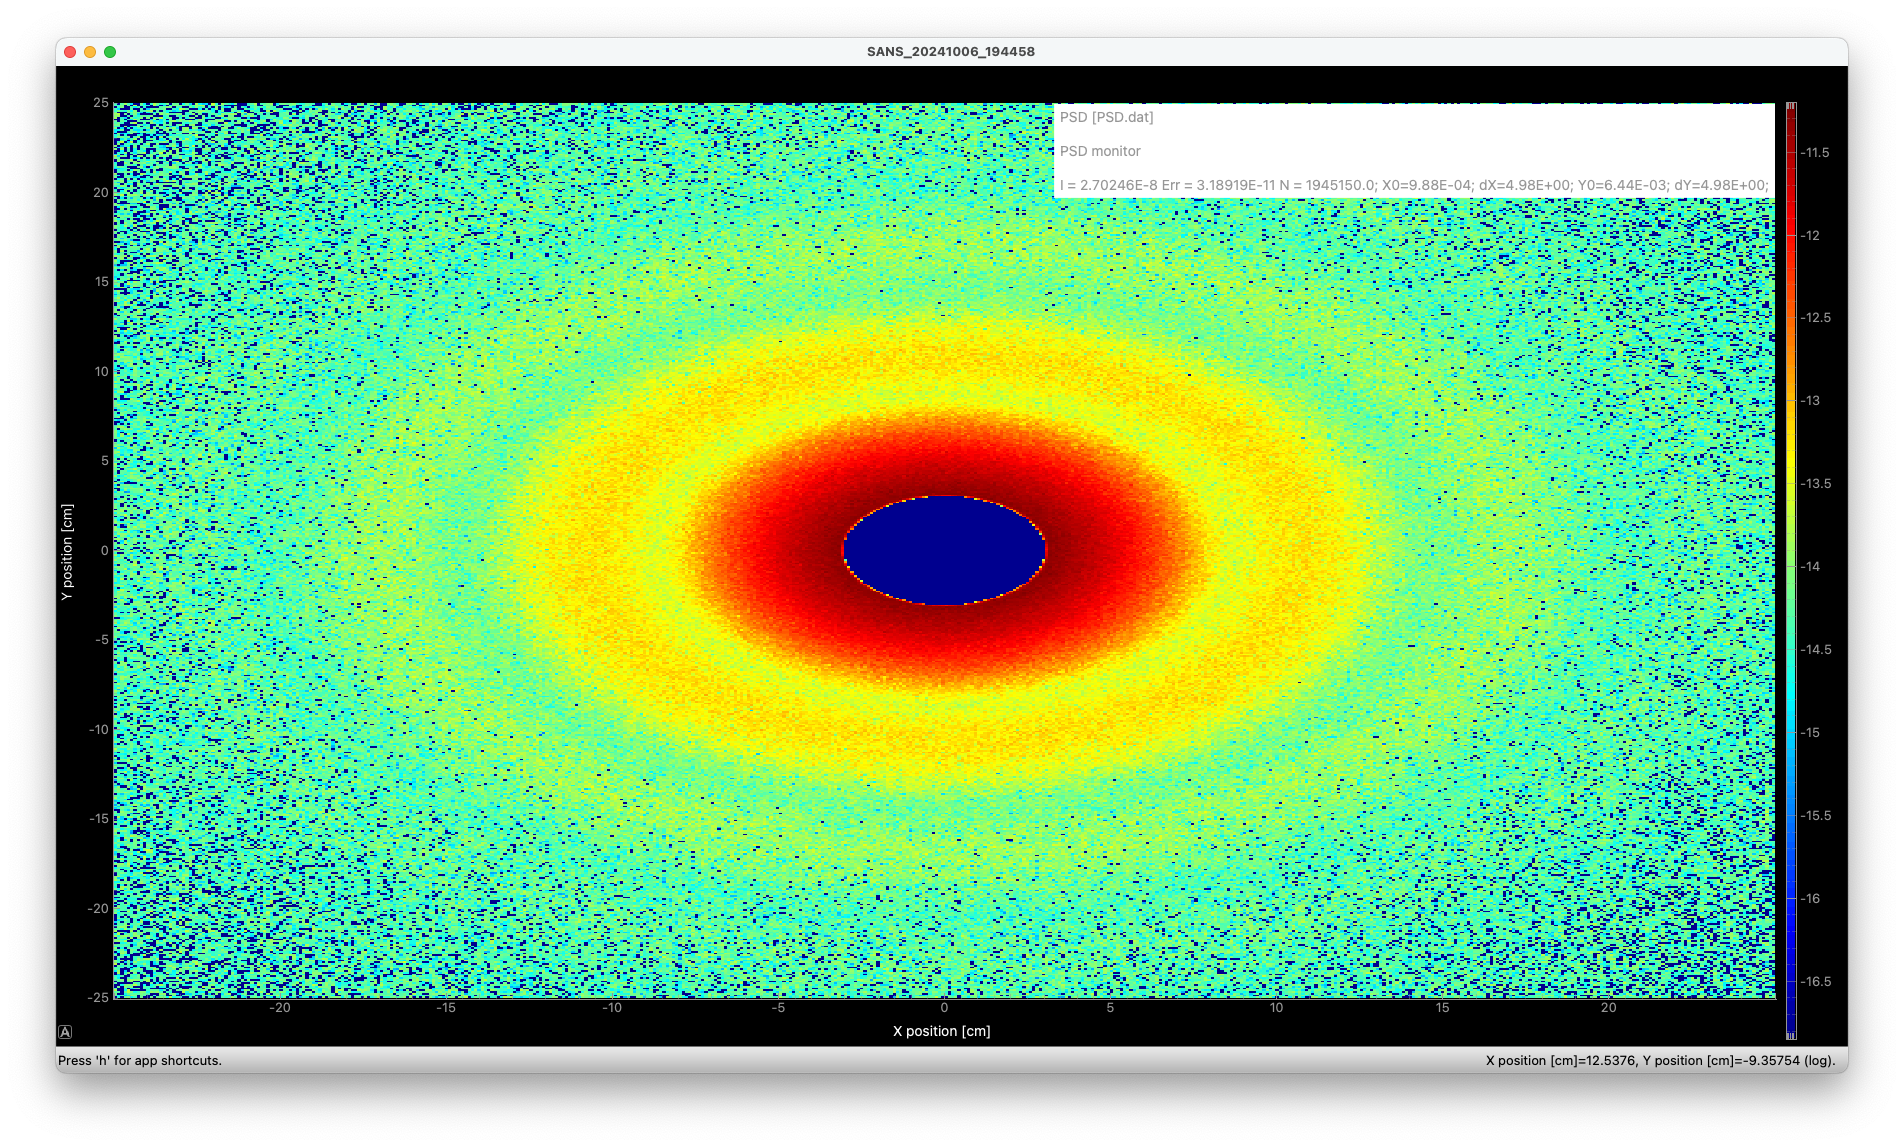 SANS_20241006_194458
PSD [PSD.dat]
PSD monitor
I = 2.70246E-8 Err = 3.18919E-11 N = 1945150.0; X0=9.88E-04; dX=4.98E+00; Y0=6.44E-03; dY=4.98E+00;
25
20
15
10
5
0
-5
-10
-15
-20
-25
Y position [cm]
-20 -15 -10 -5 0 5 10 15 20
X position [cm]
-11.5
-12
-12.5
-13
-13.5
-14
-14.5
-15
-15.5
-16
-16.5
A
Press 'h' for app shortcuts.
X position [cm]=12.5376, Y position [cm]=-9.35754 (log).